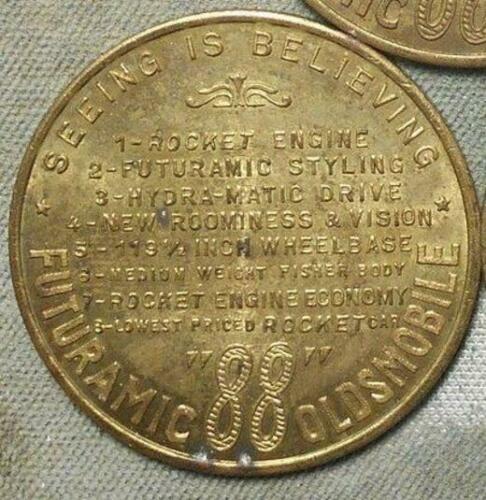 SEEING IS BELIEVING
1-ROCKET ENGINE
2-FUTURAMIC STYLING
3-HYDRA-MATIC DRIVE
4-NEW ROOMINESS & VISION
5-119½ INCH WHEELBASE
6-MEDIUM WEIGHT FISHER BODY
7-ROCKET ENGINE ECONOMY
8-LOWEST PRICED ROCKET CAR
88
FUTURAMIC OLDSMOBILE
MIC 88